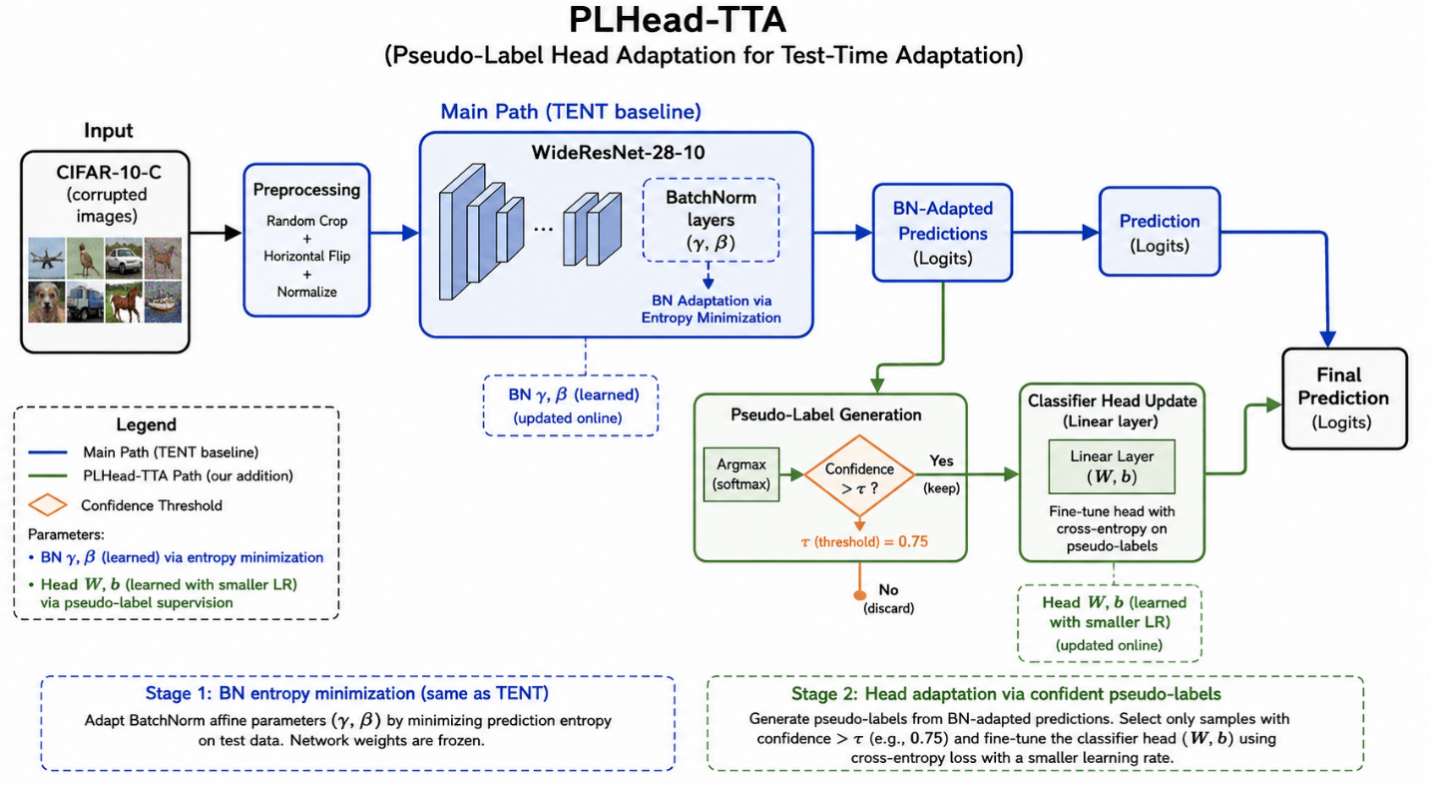 PLHead-TTA
(Pseudo-Label Head Adaptation for Test-Time Adaptation)
Input
CIFAR-10-C
(corrupted
images)
Preprocessing
Random Crop
+
Horizontal Flip
+
Normalize
Main Path (TENT baseline)
WideResNet-28-10
...
BatchNorm
layers
(γ, β)
BN Adaptation via
Entropy Minimization
BN γ, β (learned)
(updated online)
BN-Adapted
Predictions
(Logits)
Prediction
(Logits)
Final
Prediction
(Logits)
Pseudo-Label Generation
Argmax
(softmax)
Confidence
> τ ?
Yes
(keep)
τ (threshold) = 0.75
No
(discard)
Classifier Head Update
(Linear layer)
Linear Layer
(W, b)
Fine-tune head with
cross-entropy on
pseudo-labels
Head W, b (learned
with smaller LR)
(updated online)
Legend
Main Path (TENT baseline)
PLHead-TTA Path (our addition)
Confidence Threshold
Parameters:
• BN γ, β (learned) via entropy minimization
• Head W, b (learned with smaller LR)
via pseudo-label supervision
Stage 1: BN entropy minimization (same as TENT)
Adapt BatchNorm affine parameters (γ, β) by minimizing prediction entropy
on test data. Network weights are frozen.
Stage 2: Head adaptation via confident pseudo-labels
Generate pseudo-labels from BN-adapted predictions. Select only samples with
confidence > τ (e.g., 0.75) and fine-tune the classifier head (W, b) using
cross-entropy loss with a smaller learning rate.